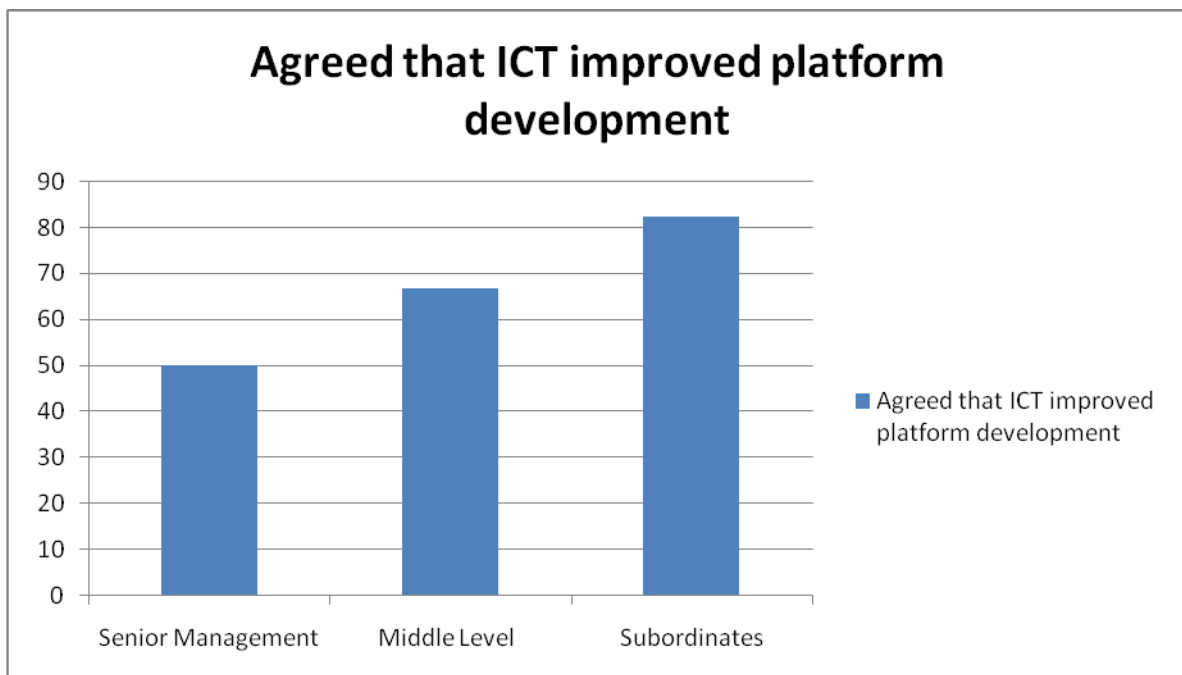 Agreed that ICT improved platform
development
90
80
70
60
50
40
30
20
10
0
Senior Management
Middle Level
Subordinates
Agreed that ICT improved
platform development